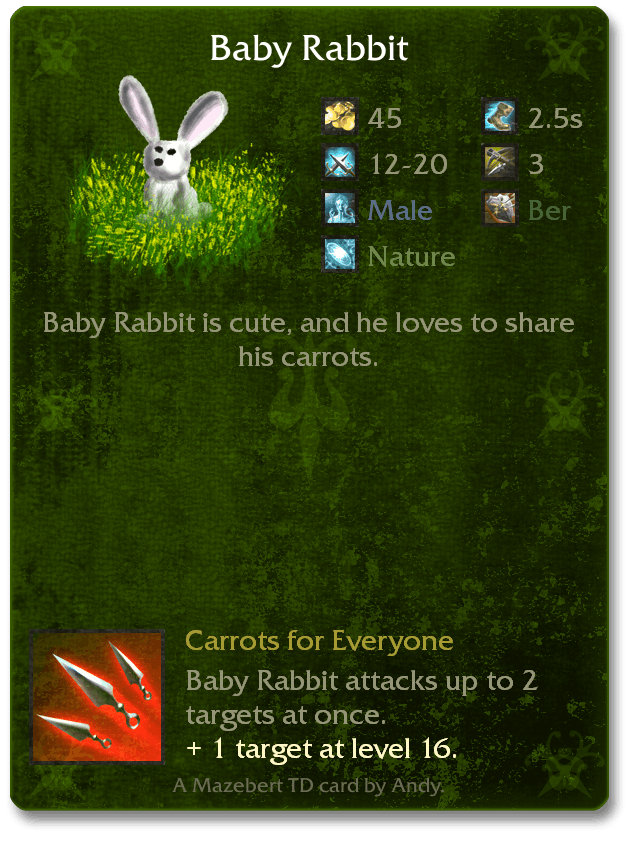 Baby Rabbit
45
2.5s
12-20
3
Male
Ber
Nature
Baby Rabbit is cute, and he loves to share
his carrots.
Carrots for Everyone
Baby Rabbit attacks up to 2
targets at once.
+ 1 target at level 16.
A Mazebert TD card by Andy.